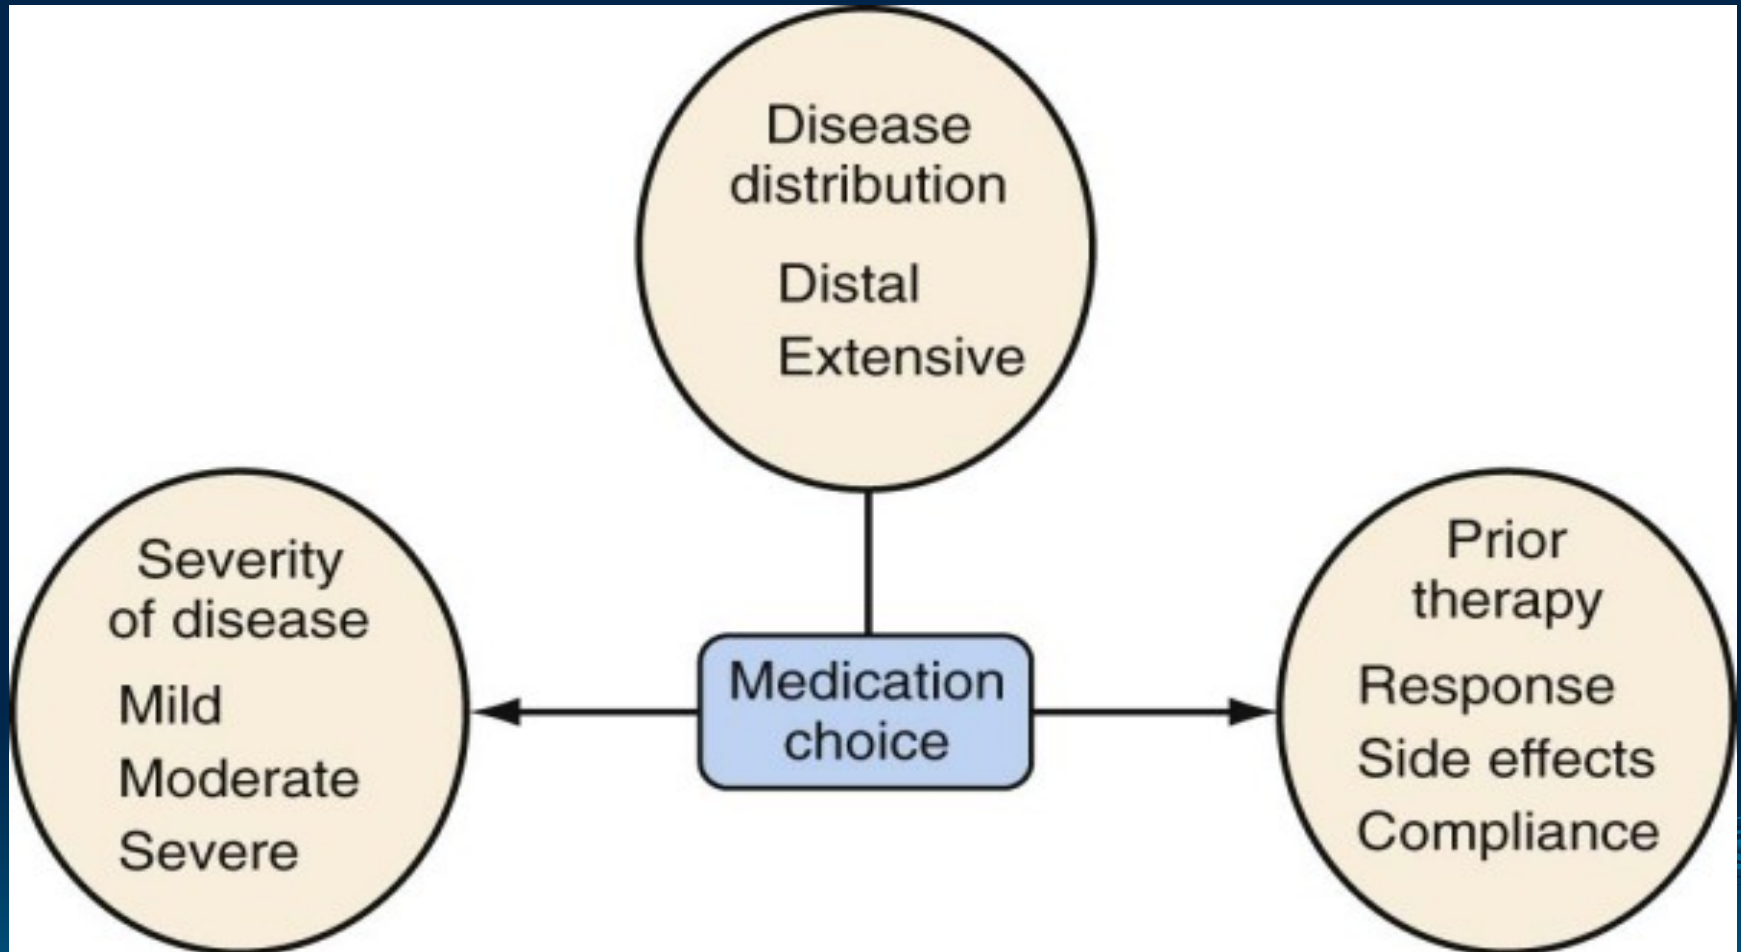 Disease
distribution
Distal
Extensive
Severity
of disease
Mild
Moderate
Severe
Medication
choice
Prior
therapy
Response
Side effects
Compliance